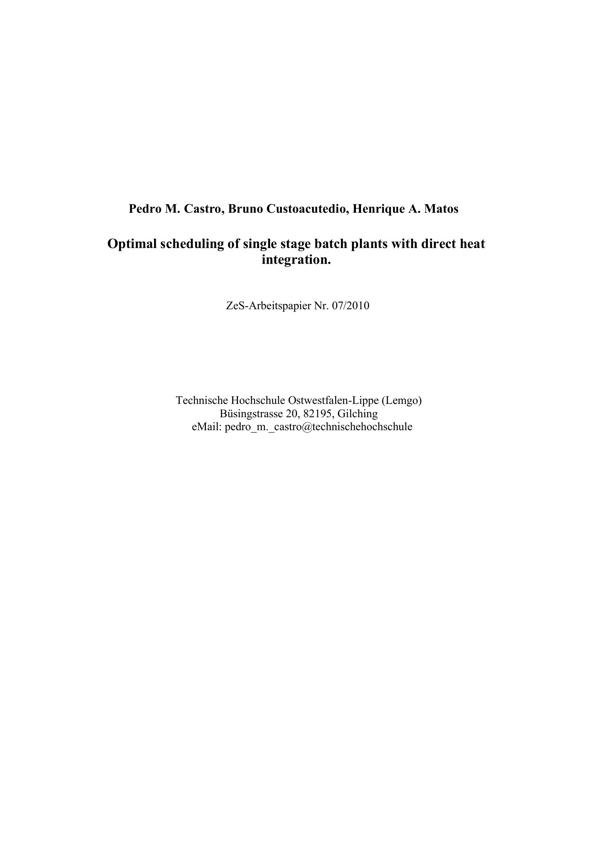 Pedro M. Castro, Bruno Custoacutedio, Henrique A. Matos
Optimal scheduling of single stage batch plants with direct heat
integration.
ZeS-Arbeitspapier Nr. 07/2010
Technische Hochschule Ostwestfalen-Lippe (Lemgo)
Büsingstrasse 20, 82195, Gilching
eMail: pedro_m._castro@technischehochschule